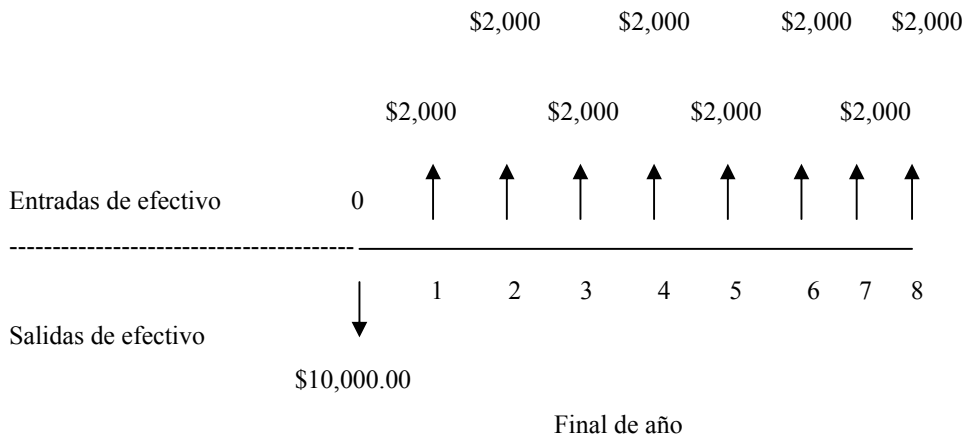 $2,000 $2,000 $2,000 $2,000
$2,000 $2,000 $2,000 $2,000
Entradas de efectivo 0
1 2 3 4 5 6 7 8
Salidas de efectivo
$10,000.00
Final de año